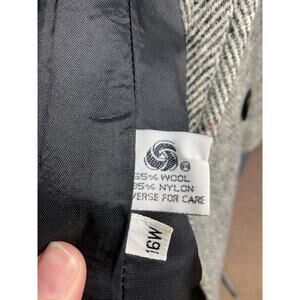 ®
65% WOOL
35% NYLON
VERSE FOR CARE
16W